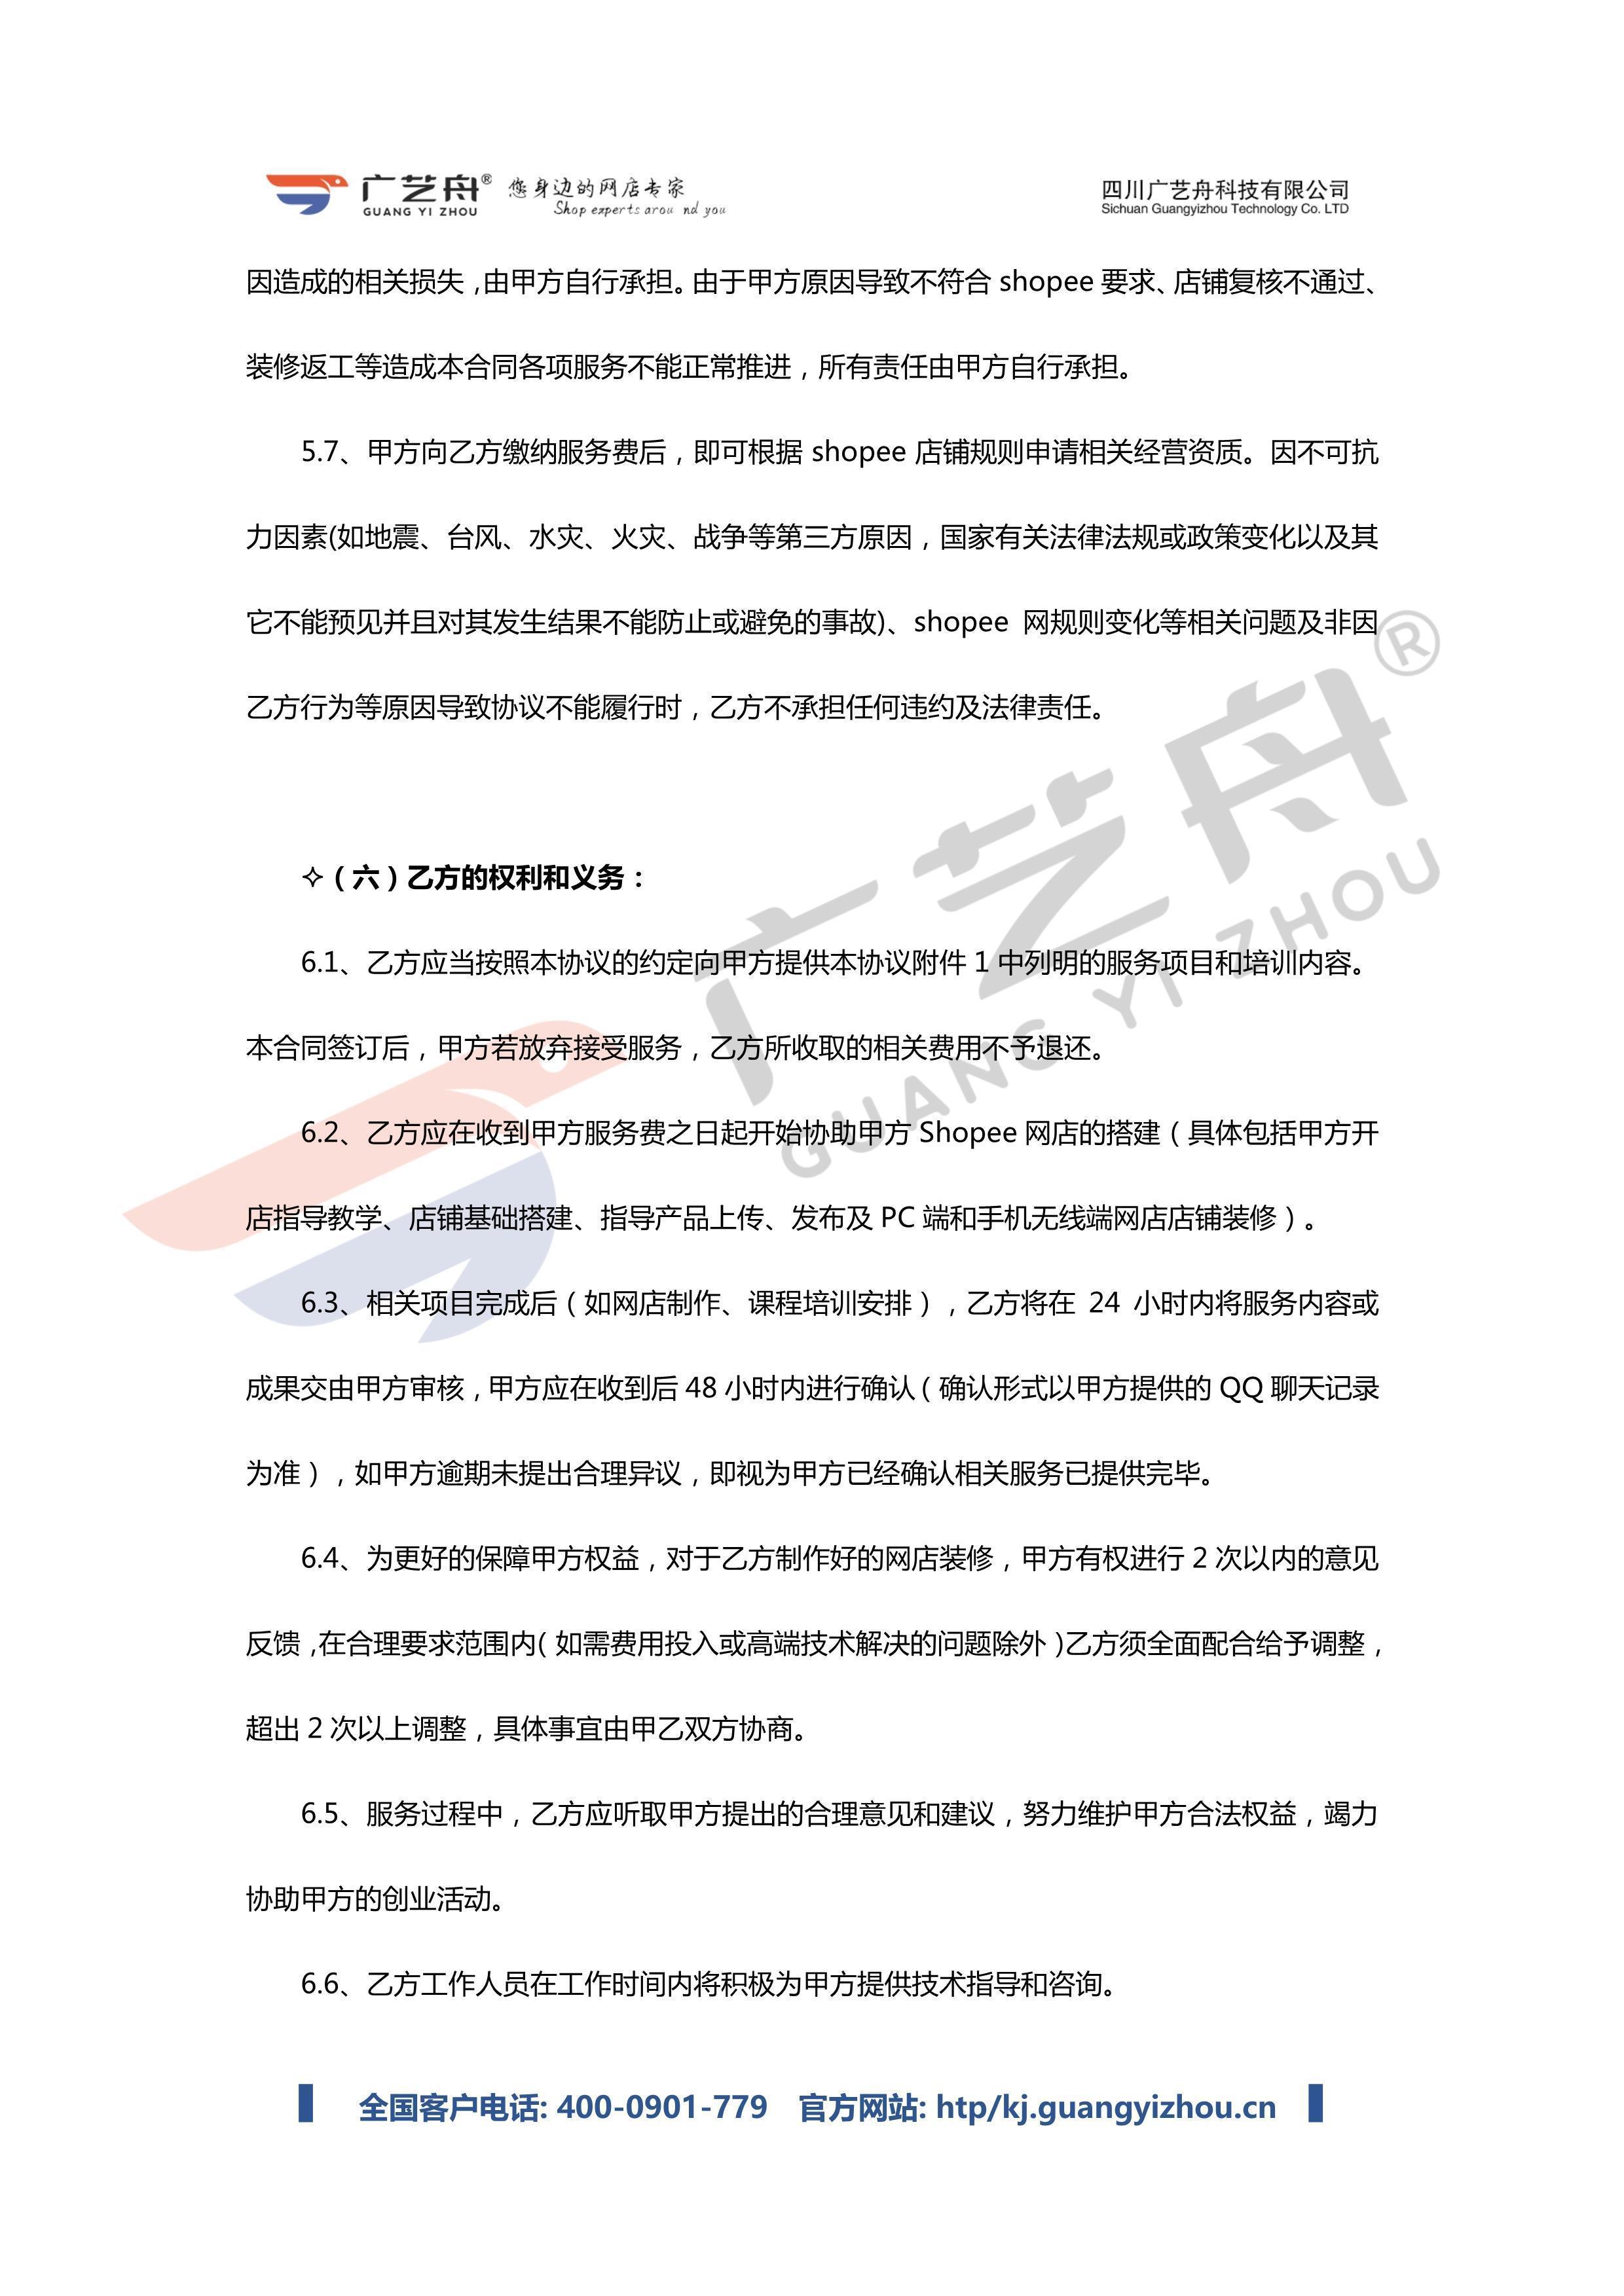 广艺舟® 您身边的网店专家 四川广艺舟科技有限公司
GUANG YI ZHOU Shop experts arou nd you Sichuan Guangyizhou Technology Co. LTD
因造成的相关损失,由甲方自行承担。由于甲方原因导致不符合 shopee 要求、店铺复核不通过、
装修返工等造成本合同各项服务不能正常推进，所有责任由甲方自行承担。
5.7、甲方向乙方缴纳服务费后，即可根据 shopee 店铺规则申请相关经营资质。因不可抗
力因素(如地震、台风、水灾、火灾、战争等第三方原因，国家有关法律法规或政策变化以及其
它不能预见并且对其发生结果不能防止或避免的事故)、shopee 网规则变化等相关问题及非因
乙方行为等原因导致协议不能履行时，乙方不承担任何违约及法律责任。
✧（六）乙方的权利和义务：
6.1、乙方应当按照本协议的约定向甲方提供本协议附件 1 中列明的服务项目和培训内容。
本合同签订后，甲方若放弃接受服务，乙方所收取的相关费用不予退还。
6.2、乙方应在收到甲方服务费之日起开始协助甲方 Shopee 网店的搭建（具体包括甲方开
店指导教学、店铺基础搭建、指导产品上传、发布及 PC 端和手机无线端网店店铺装修）。
6.3、相关项目完成后（如网店制作、课程培训安排），乙方将在 24 小时内将服务内容或
成果交由甲方审核，甲方应在收到后 48 小时内进行确认（确认形式以甲方提供的 QQ 聊天记录
为准），如甲方逾期未提出合理异议，即视为甲方已经确认相关服务已提供完毕。
6.4、为更好的保障甲方权益，对于乙方制作好的网店装修，甲方有权进行 2 次以内的意见
反馈，在合理要求范围内（如需费用投入或高端技术解决的问题除外）乙方须全面配合给予调整，
超出 2 次以上调整，具体事宜由甲乙双方协商。
6.5、服务过程中，乙方应听取甲方提出的合理意见和建议，努力维护甲方合法权益，竭力
协助甲方的创业活动。
6.6、乙方工作人员在工作时间内将积极为甲方提供技术指导和咨询。
广艺舟®
GUANG YI ZHOU
全国客户电话: 400-0901-779 官方网站: htp/kj.guangyizhou.cn